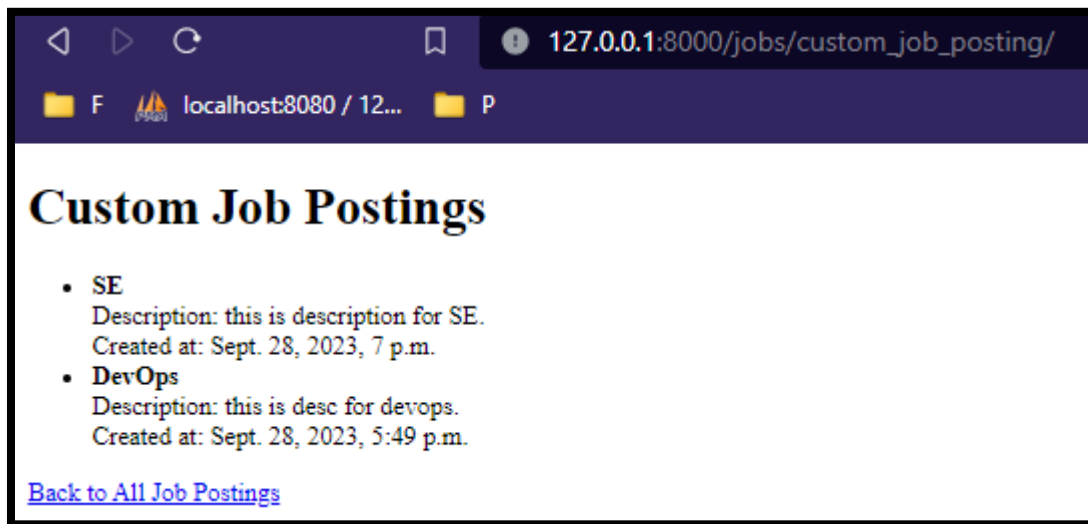 127.0.0.1:8000/jobs/custom_job_posting/
F localhost:8080 / 12... P
Custom Job Postings
• SE
Description: this is description for SE.
Created at: Sept. 28, 2023, 7 p.m.
• DevOps
Description: this is desc for devops.
Created at: Sept. 28, 2023, 5:49 p.m.
Back to All Job Postings